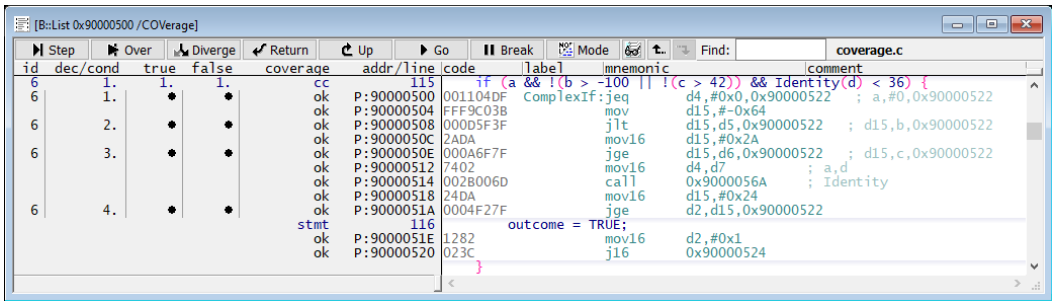 [B::List 0x90000500 /COVerage]
Step Over Diverge Return Up Go Break Mode t.. Find: coverage.c
id dec/cond true false coverage addr/line code label mnemonic comment
6 1. 1. 1. cc 115 if (a && !(b > -100 || !(c > 42)) && Identity(d) < 36) {
6 1. ● ● ok P:90000500 001104DF ComplexIf:jeq d4,#0x0,0x90000522 ; a,#0,0x90000522
ok P:90000504 FFF9C03B mov d15,#-0x64
6 2. ● ● ok P:90000508 000D5F3F jlt d15,d5,0x90000522 ; d15,b,0x90000522
ok P:9000050C 2ADA mov16 d15,#0x2A
6 3. ● ● ok P:9000050E 000A6F7F jge d15,d6,0x90000522 ; d15,c,0x90000522
ok P:90000512 7402 mov16 d4,d7 ; a,d
ok P:90000514 002B006D call 0x9000056A ; Identity
ok P:90000518 24DA mov16 d15,#0x24
6 4. ● ● ok P:9000051A 0004F27F jge d2,d15,0x90000522
stmt 116 outcome = TRUE;
ok P:9000051E 1282 mov16 d2,#0x1
ok P:90000520 023C j16 0x90000524
}